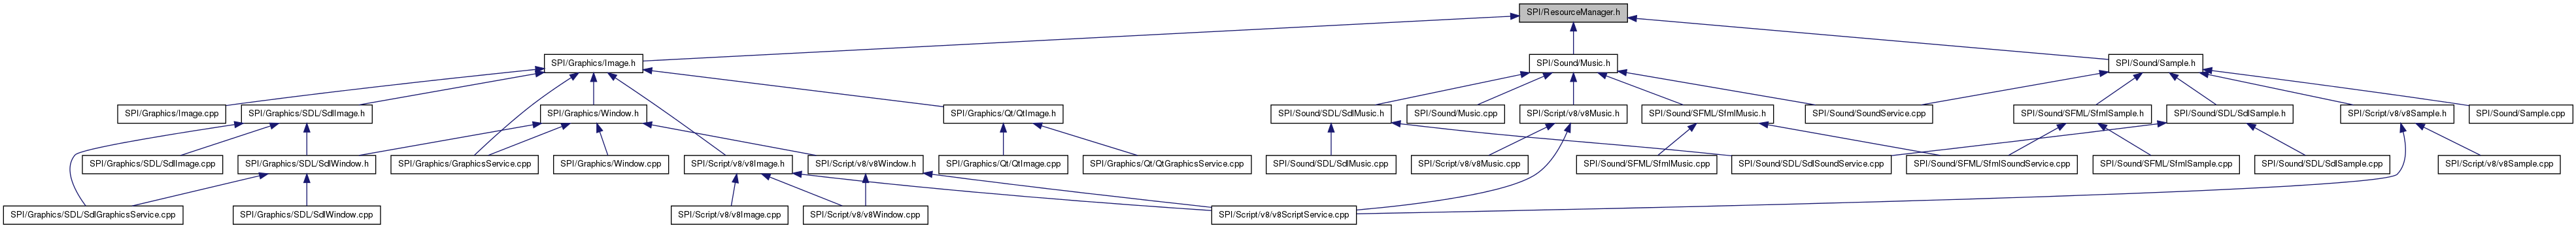 SPI/ResourceManager.h
SPI/Graphics/Image.h
SPI/Sound/Music.h
SPI/Sound/Sample.h
SPI/Graphics/Image.cpp
SPI/Graphics/SDL/SdlImage.h
SPI/Graphics/Window.h
SPI/Graphics/Qt/QtImage.h
SPI/Sound/SDL/SdlMusic.h
SPI/Sound/Music.cpp
SPI/Script/v8/v8Music.h
SPI/Sound/SFML/SfmlMusic.h
SPI/Sound/SoundService.cpp
SPI/Sound/SFML/SfmlSample.h
SPI/Sound/SDL/SdlSample.h
SPI/Script/v8/v8Sample.h
SPI/Sound/Sample.cpp
SPI/Graphics/SDL/SdlImage.cpp
SPI/Graphics/SDL/SdlWindow.h
SPI/Graphics/GraphicsService.cpp
SPI/Graphics/Window.cpp
SPI/Script/v8/v8Image.h
SPI/Script/v8/v8Window.h
SPI/Graphics/Qt/QtImage.cpp
SPI/Graphics/Qt/QtGraphicsService.cpp
SPI/Sound/SDL/SdlMusic.cpp
SPI/Script/v8/v8Music.cpp
SPI/Sound/SFML/SfmlMusic.cpp
SPI/Sound/SDL/SdlSoundService.cpp
SPI/Sound/SFML/SfmlSoundService.cpp
SPI/Sound/SFML/SfmlSample.cpp
SPI/Sound/SDL/SdlSample.cpp
SPI/Script/v8/v8Sample.cpp
SPI/Graphics/SDL/SdlGraphicsService.cpp
SPI/Graphics/SDL/SdlWindow.cpp
SPI/Script/v8/v8Image.cpp
SPI/Script/v8/v8Window.cpp
SPI/Script/v8/v8ScriptService.cpp